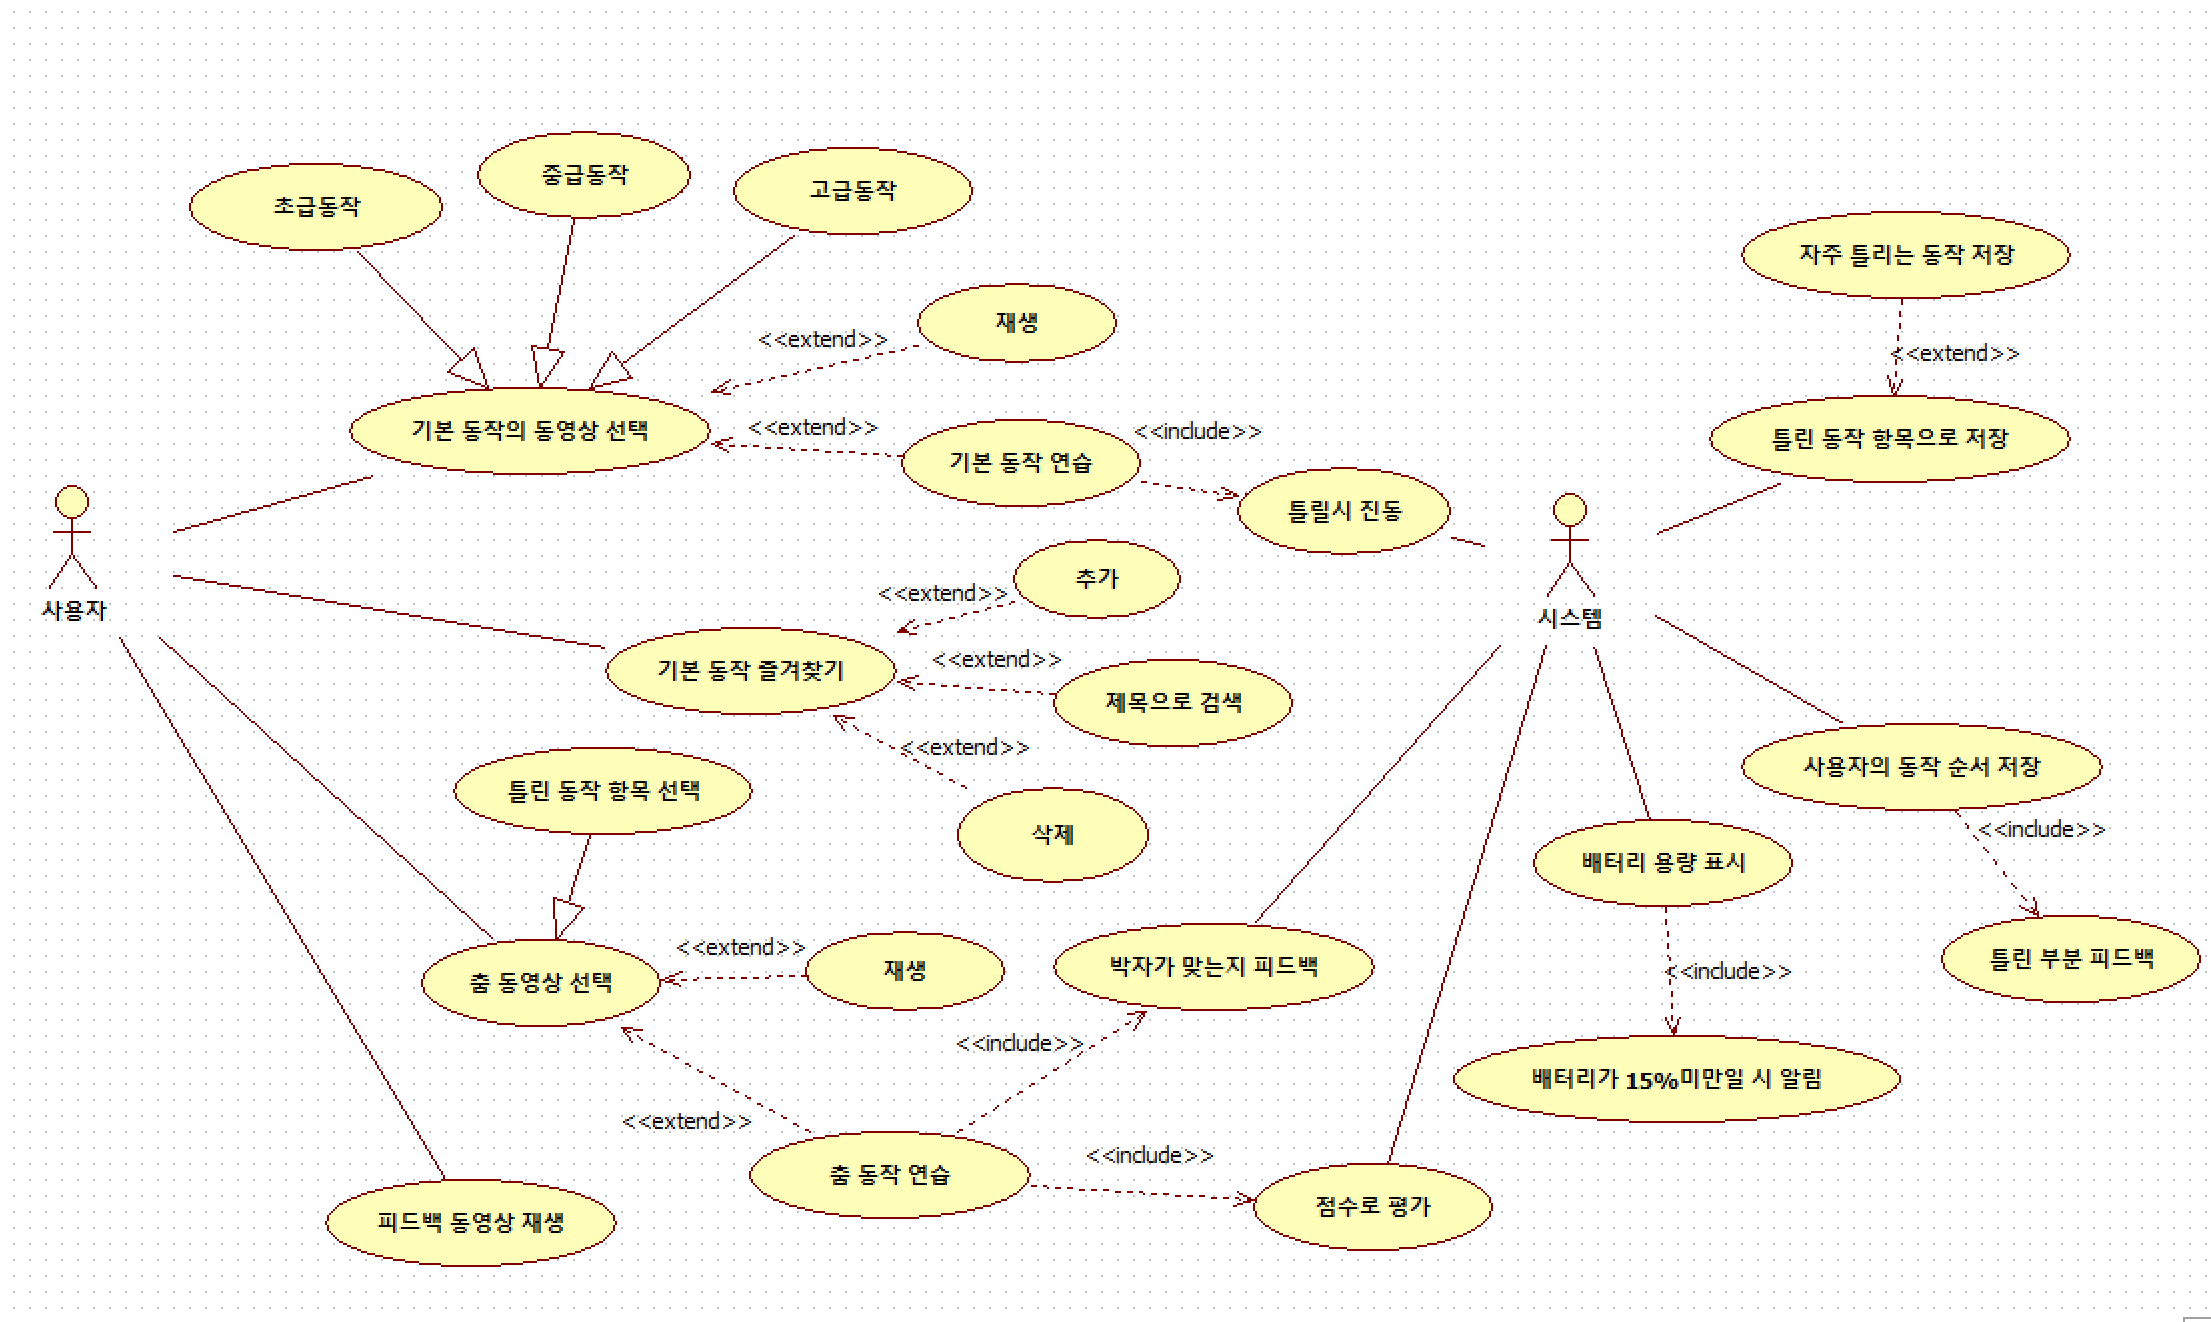 중급동작
고급동작
초급동작
자주 틀리는 동작 저장
재생
<<extend>>
<<extend>>
기본 동작의 동영상 선택
<<extend>>
<<include>>
틀린 동작 항목으로 저장
기본 동작 연습
틀릴시 진동
추가
<<extend>>
사용자
시스템
<<extend>>
기본 동작 즐겨찾기
제목으로 검색
<<extend>>
사용자의 동작 순서 저장
틀린 동작 항목 선택
삭제
<<include>>
배터리 용량 표시
<<extend>>
박자가 맞는지 피드백
재생
춤 동영상 선택
틀린 부분 피드백
<<include>>
<<include>>
배터리가 15%미만일 시 알림
<<extend>>
<<include>>
춤 동작 연습
점수로 평가
피드백 동영상 재생